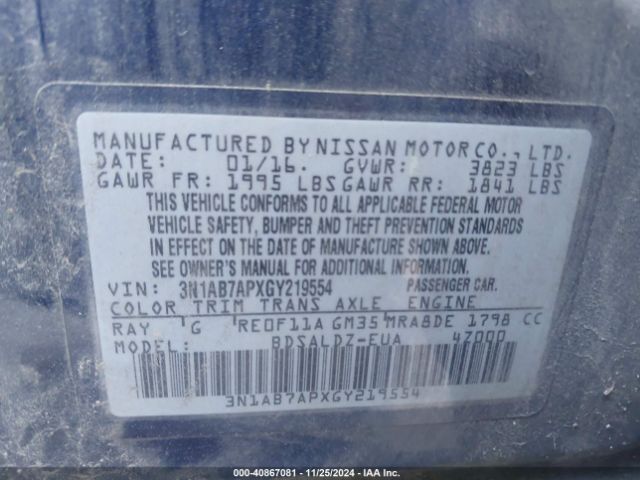 MANUFACTURED BY NISSAN MOTOR CO., LTD.
DATE: 01/16. GVWR: 3823 LBS
GAWR FR: 1995 LBS GAWR RR: 1841 LBS
THIS VEHICLE CONFORMS TO ALL APPLICABLE FEDERAL MOTOR
VEHICLE SAFETY, BUMPER AND THEFT PREVENTION STANDARDS
IN EFFECT ON THE DATE OF MANUFACTURE SHOWN ABOVE.
SEE OWNER'S MANUAL FOR ADDITIONAL INFORMATION.
VIN: 3N1AB7APXGY219554 PASSENGER CAR.
COLOR TRIM TRANS AXLE ENGINE
RAY G RE0F11A GM35 MRA8DE 1798 CC
MODEL: BDSALDZ-EUA 4Z000
3N1AB7APXGY219554
000-40867081 - 11/25/2024 - IAA Inc.